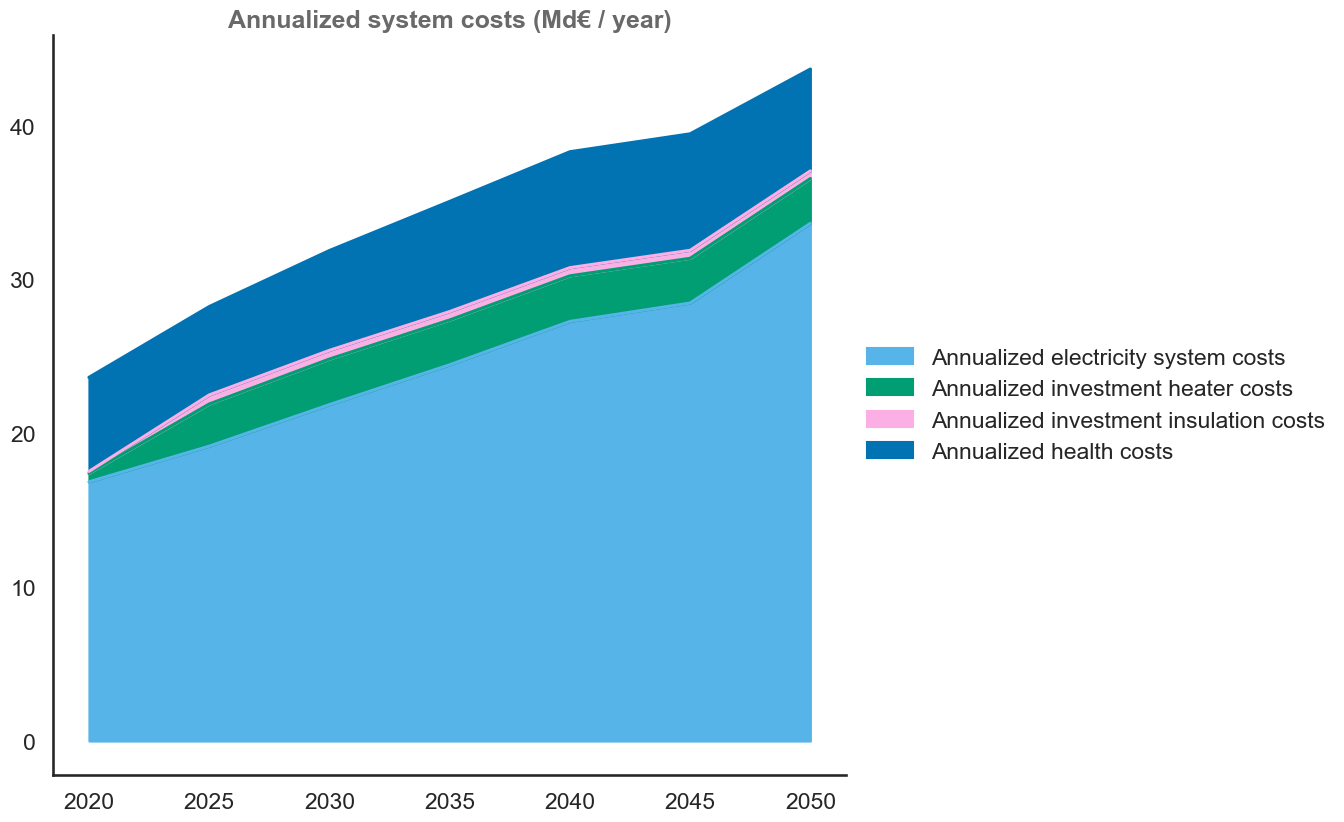 Annualized system costs (Md€ / year)
40
30
20
10
0
2020 2025 2030 2035 2040 2045 2050
Annualized electricity system costs
Annualized investment heater costs
Annualized investment insulation costs
Annualized health costs